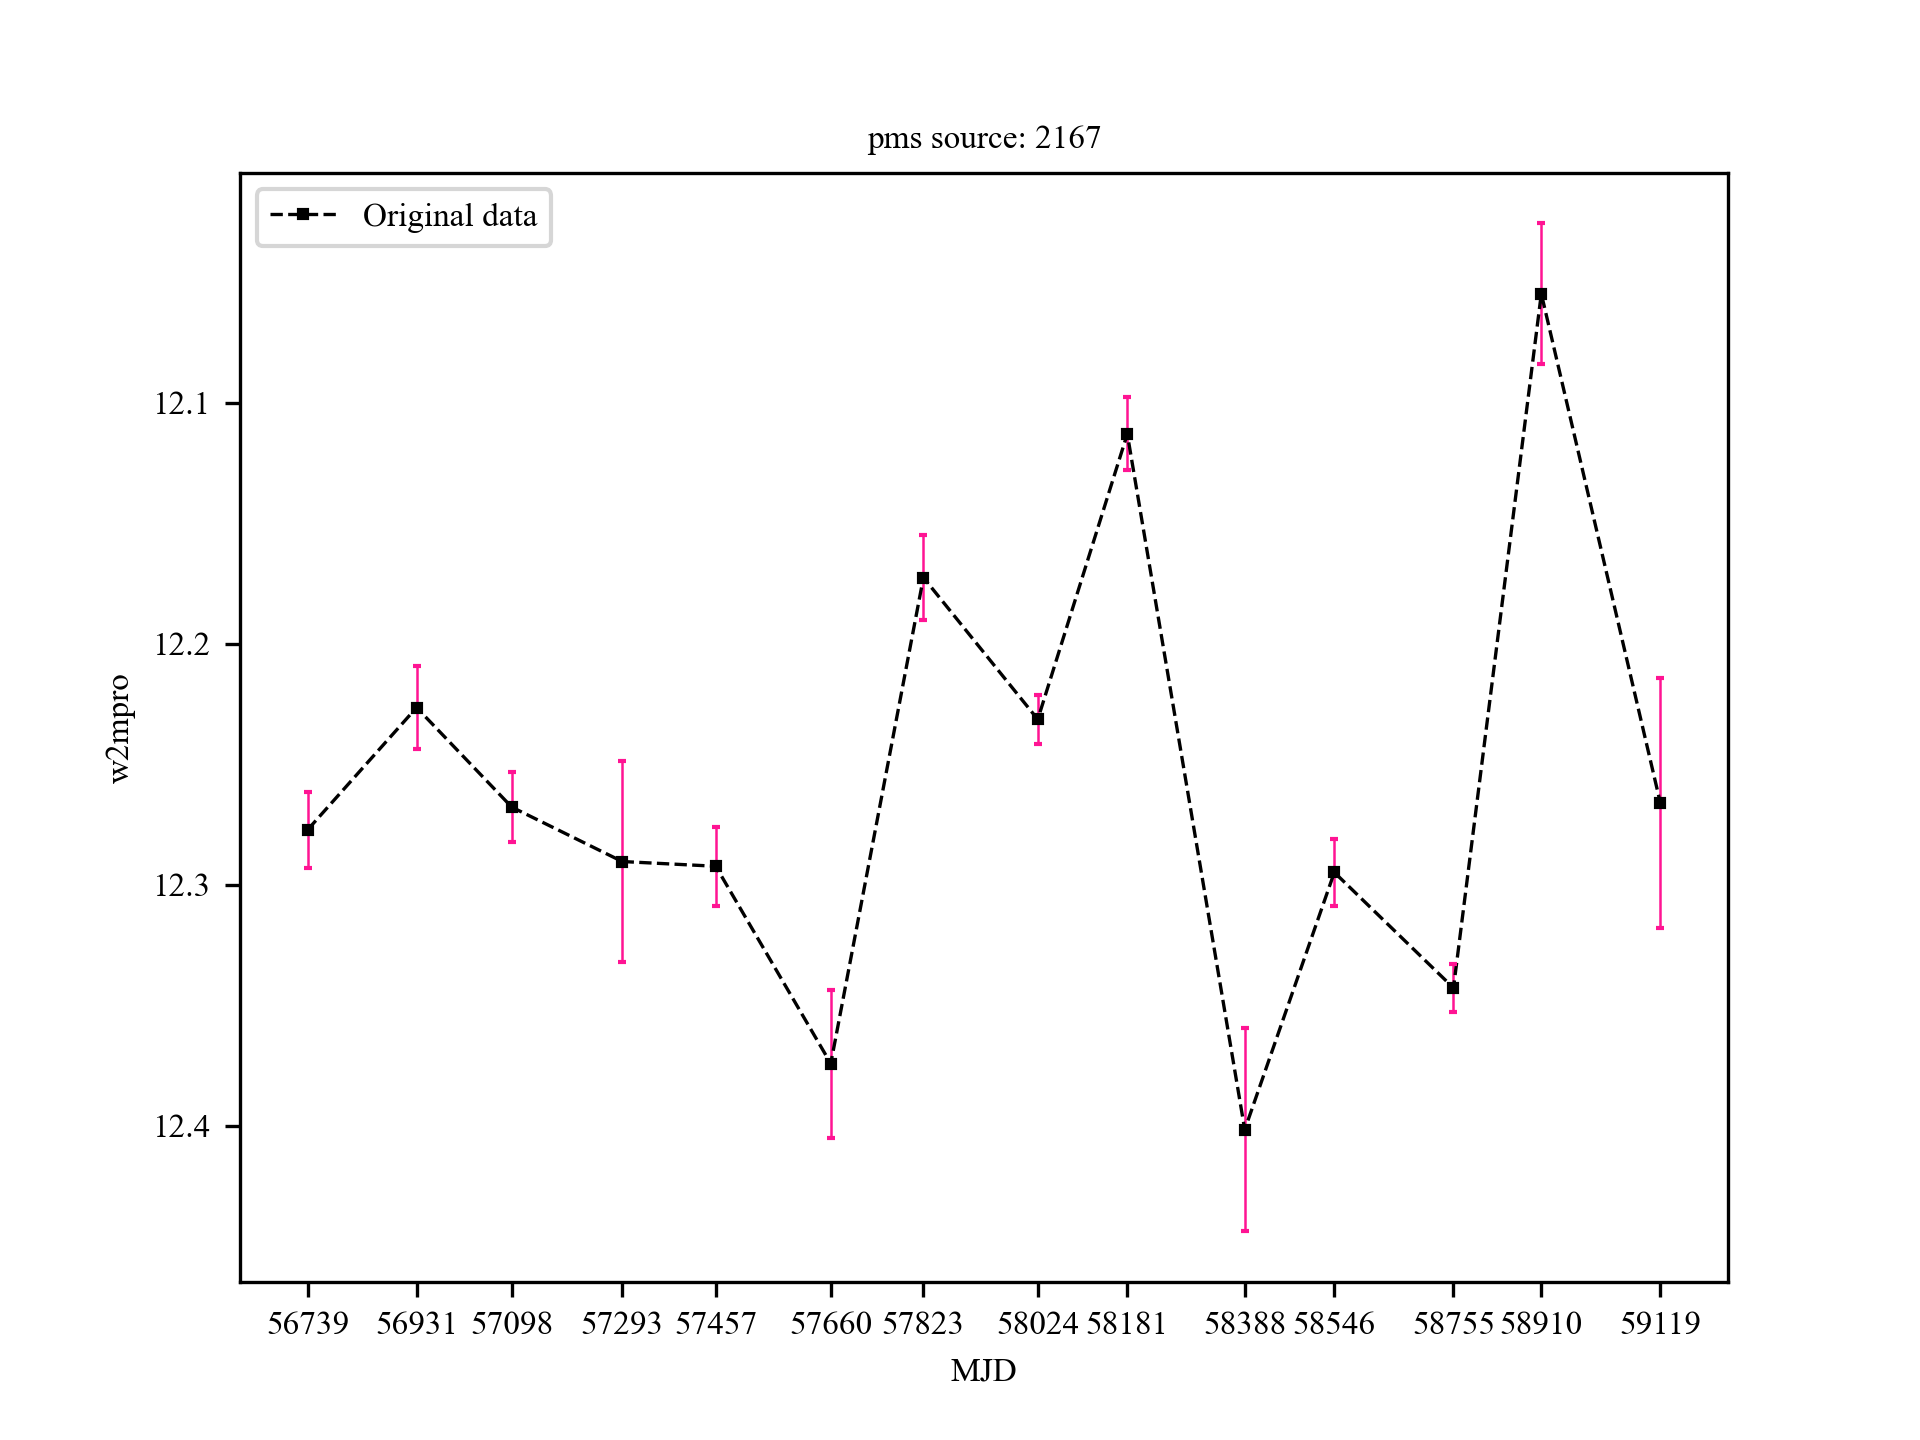 pms source: 2167
Original data
w2mpro
12.1
12.2
12.3
12.4
56739 56931 57098 57293 57457 57660 57823 58024 58181 58388 58546 58755 58910 59119
MJD